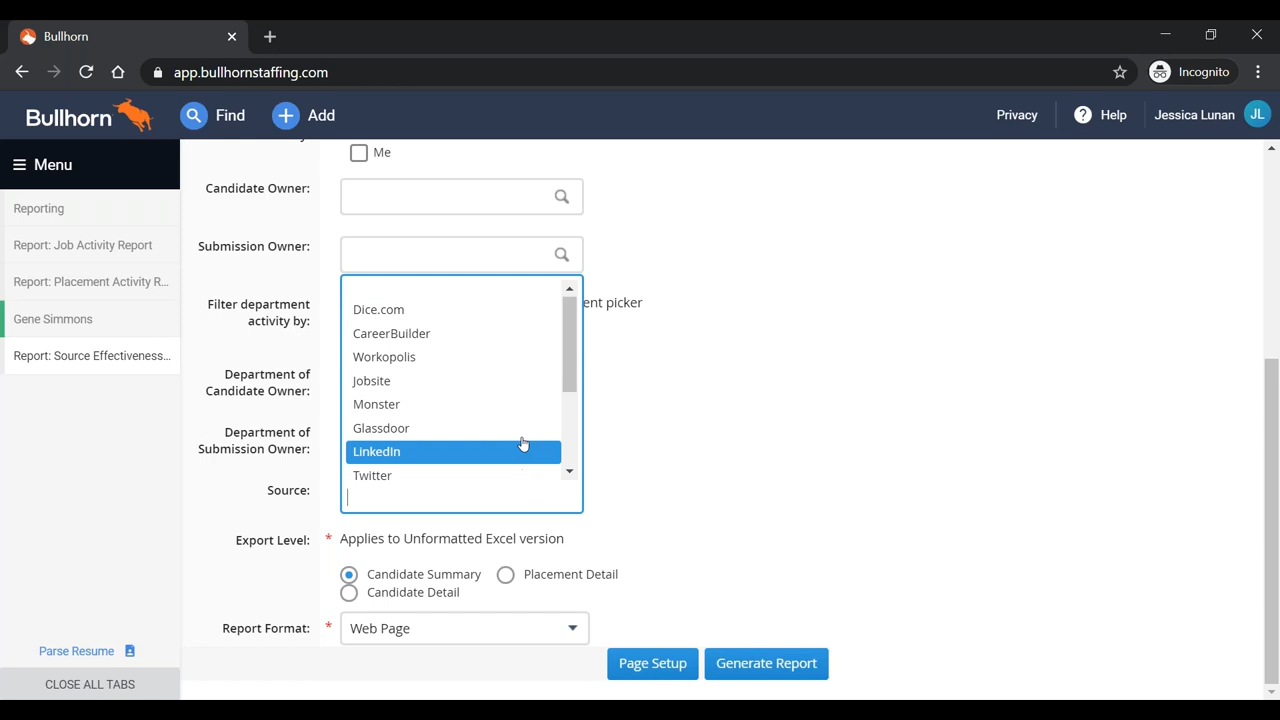 Bullhorn
app.bullhornstaffing.com
Incognito
Bullhorn
Find
Add
Privacy
Help
Jessica Lunan
JL
Menu
Reporting
Report: Job Activity Report
Report: Placement Activity R...
Gene Simmons
Report: Source Effectiveness...
Parse Resume
CLOSE ALL TABS
Me
Candidate Owner:
Submission Owner:
Filter department
activity by:
ent picker
Department of
Candidate Owner:
Department of
Submission Owner:
Source:
Dice.com
CareerBuilder
Workopolis
Jobsite
Monster
Glassdoor
LinkedIn
Twitter
Export Level: * Applies to Unformatted Excel version
Candidate Summary
Placement Detail
Candidate Detail
Report Format: * Web Page
Page Setup
Generate Report